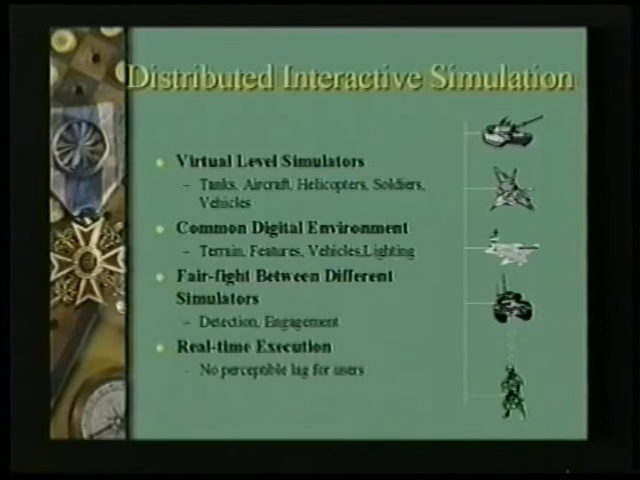 Distributed Interactive Simulation
Virtual Level Simulators
- Tanks, Aircraft, Helicopters, Soldiers,
Vehicles
Common Digital Environment
- Terrain, Features, Vehicles,Lighting
Fair-fight Between Different
Simulators
- Detection, Engagement
Real-time Execution
- No perceptible lag for users